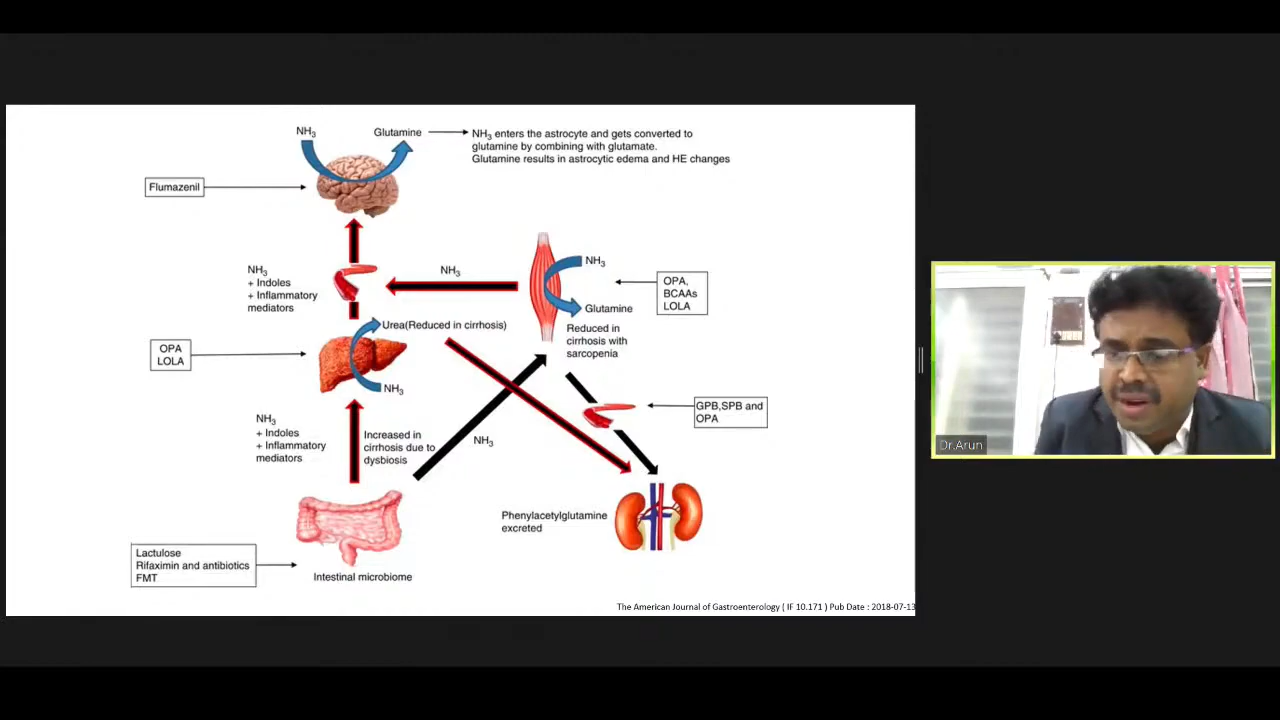 NH3
Glutamine
NH3 enters the astrocyte and gets converted to
glutamine by combining with glutamate.
Glutamine results in astrocytic edema and HE changes
Flumazenil
NH3
+ Indoles
+ Inflammatory
mediators
NH3
NH3
Glutamine
Reduced in
cirrhosis with
sarcopenia
OPA,
BCAAs
LOLA
Urea(Reduced in cirrhosis)
NH3
OPA
LOLA
NH3
+ Indoles
+ Inflammatory
mediators
Increased in
cirrhosis due to
dysbiosis
NH3
GPB,SPB and
OPA
Phenylacetylglutamine
excreted
Lactulose
Rifaximin and antibiotics
FMT
Intestinal microbiome
The American Journal of Gastroenterology ( IF 10.171 ) Pub Date : 2018-07-13
Dr.Arun